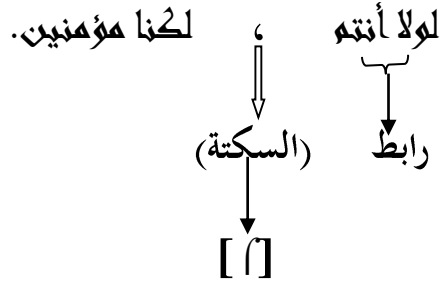 لولا أنتم ، لكنا مؤمنين.
رابط (السكتة)
[ ]